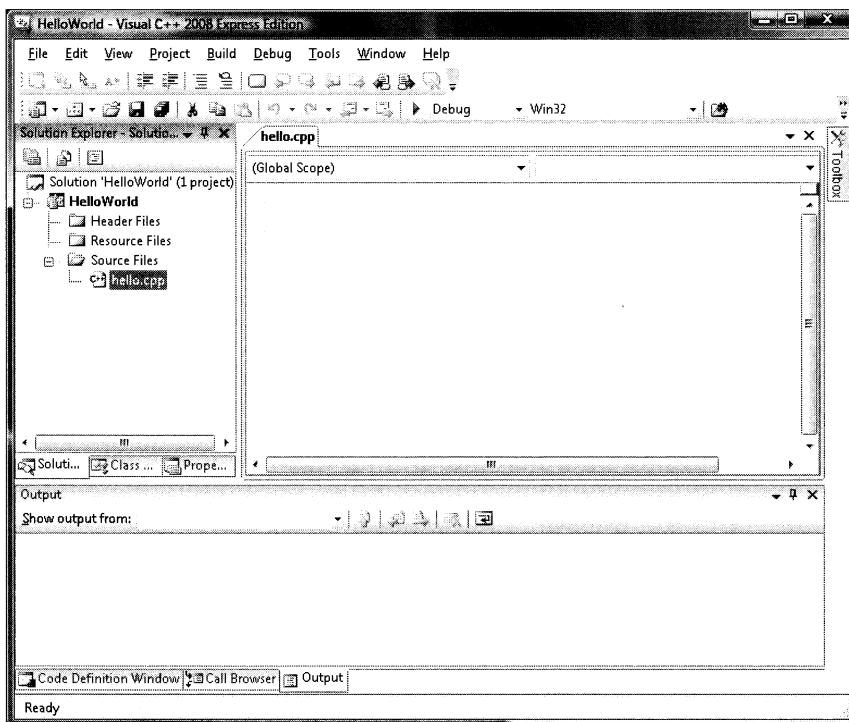 HelloWorld - Visual C++ 2008 Express Edition
File Edit View Project Build Debug Tools Window Help
Debug Win32
Solution Explorer - Solutio...
hello.cpp
Toolbox
(Global Scope)
Solution 'HelloWorld' (1 project)
HelloWorld
Header Files
Resource Files
Source Files
hello.cpp
Soluti... Class ... Prope...
Output
Show output from:
Code Definition Window Call Browser Output
Ready